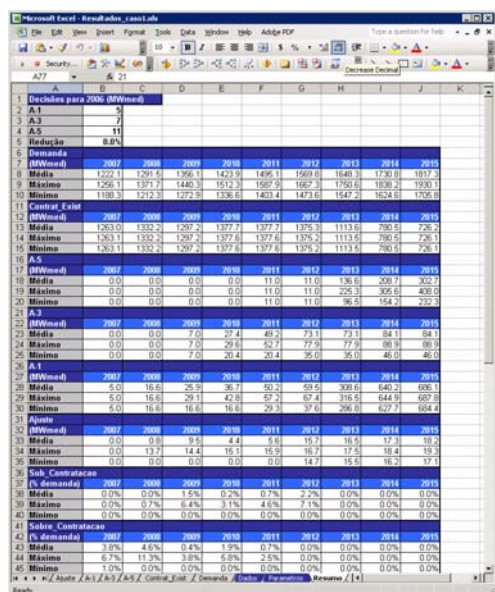 Microsoft Excel - Resultados_caso1.xls
File Edit View Insert Format Tools Data Window Help Adobe PDF Type a question for help
10 B I
Security...
Decrease Decimal
A77 21
A B C D E F G H I J K
1 Decisões para 2006 (MWmed)
2 A-1 5
3 A-3 7
4 A-5 11
5 Redução 0.0%
6 Demanda
7 (MWmed) 2007 2008 2009 2010 2011 2012 2013 2014 2015
8 Média 1222.1 1291.5 1356.1 1423.9 1495.1 1569.8 1648.3 1730.8 1817.3
9 Máximo 1256.1 1371.7 1440.3 1512.3 1587.9 1667.3 1750.6 1838.2 1930.1
10 Mínimo 1188.3 1212.3 1272.9 1336.6 1403.4 1473.6 1547.2 1624.6 1705.8
11 Contrat_Exist
12 (MWmed) 2007 2008 2009 2010 2011 2012 2013 2014 2015
13 Média 1263.0 1332.2 1297.2 1377.7 1377.7 1375.3 1113.6 780.5 726.2
14 Máximo 1263.1 1332.2 1297.2 1377.6 1377.6 1375.2 1113.5 780.5 726.1
15 Mínimo 1263.1 1332.2 1297.2 1377.6 1377.6 1375.2 1113.5 780.5 726.1
16 A-5
17 (MWmed) 2007 2008 2009 2010 2011 2012 2013 2014 2015
18 Média 0.0 0.0 0.0 0.0 11.0 11.0 136.6 208.7 302.7
19 Máximo 0.0 0.0 0.0 0.0 11.0 11.0 225.3 305.6 408.0
20 Mínimo 0.0 0.0 0.0 0.0 11.0 11.0 96.5 154.2 232.3
21 A-3
22 (MWmed) 2007 2008 2009 2010 2011 2012 2013 2014 2015
23 Média 0.0 0.0 7.0 27.4 49.2 73.1 73.1 84.1 84.1
24 Máximo 0.0 0.0 7.0 29.6 52.7 77.9 77.9 88.9 88.9
25 Mínimo 0.0 0.0 7.0 20.4 20.4 35.0 35.0 46.0 46.0
26 A-1
27 (MWmed) 2007 2008 2009 2010 2011 2012 2013 2014 2015
28 Média 5.0 16.6 25.9 36.7 50.2 59.5 308.6 640.2 686.1
29 Máximo 5.0 16.6 29.1 42.8 57.2 67.4 316.5 644.9 687.8
30 Mínimo 5.0 16.6 16.6 16.6 29.3 37.6 286.8 627.7 684.4
31 Ajuste
32 (MWmed) 2007 2008 2009 2010 2011 2012 2013 2014 2015
33 Média 0.0 0.8 9.5 4.4 5.6 15.7 16.5 17.3 18.2
34 Máximo 0.0 13.7 14.4 15.1 15.9 16.7 17.5 18.4 19.3
35 Mínimo 0.0 0.0 0.0 0.0 0.0 14.7 15.5 16.2 17.1
36 Sub_Contratacao
37 (% demanda) 2007 2008 2009 2010 2011 2012 2013 2014 2015
38 Média 0.0% 0.0% 1.5% 0.2% 0.7% 2.2% 0.0% 0.0% 0.0%
39 Máximo 0.0% 0.7% 6.4% 3.1% 4.6% 7.1% 0.0% 0.0% 0.0%
40 Mínimo 0.0% 0.0% 0.0% 0.0% 0.0% 0.0% 0.0% 0.0% 0.0%
41 Sobre_Contratacao
42 (% demanda) 2007 2008 2009 2010 2011 2012 2013 2014 2015
43 Média 3.8% 4.6% 0.4% 1.9% 0.7% 0.0% 0.0% 0.0% 0.0%
44 Máximo 6.7% 11.3% 3.8% 5.8% 2.5% 0.0% 0.0% 0.0% 0.0%
45 Mínimo 1.0% 0.0% 0.0% 0.0% 0.0% 0.0% 0.0% 0.0% 0.0%
Ajuste A-1 A-3 A-5 Contrat_Exist Demanda Dados Parametros Resumo
Ready